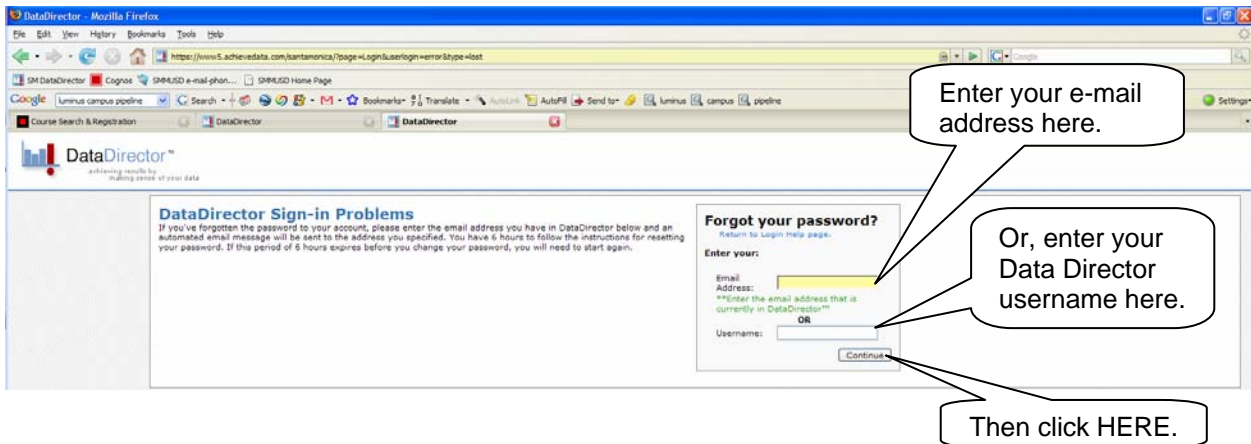 DataDirector - Mozilla Firefox
File Edit View History Bookmarks Tools Help
https://www5.achievedata.com/santamonica/?page=Login&userlogin=error&type=lost
Google
SM DataDirector Cognos SMMUSD e-mail-phon... SMMUSD Home Page
Google luminus campus pipeline Search Bookmarks Translate AutoLink AutoFill Send to luminus campus pipeline Settings
Course Search & Registration DataDirector DataDirector
Enter your e-mail
address here.
DataDirector™
achieving results by
making sense of your data
DataDirector Sign-in Problems
If you've forgotten the password to your account, please enter the email address you have in DataDirector below and an
automated email message will be sent to the address you specified. You have 6 hours to follow the instructions for resetting
your password. If this period of 6 hours expires before you change your password, you will need to start again.
Forgot your password?
Return to Login Help page.
Enter your:
Email
Address:
**Enter the email address that is
currently in DataDirector**
OR
Username:
Continue
Or, enter your
Data Director
username here.
Then click HERE.